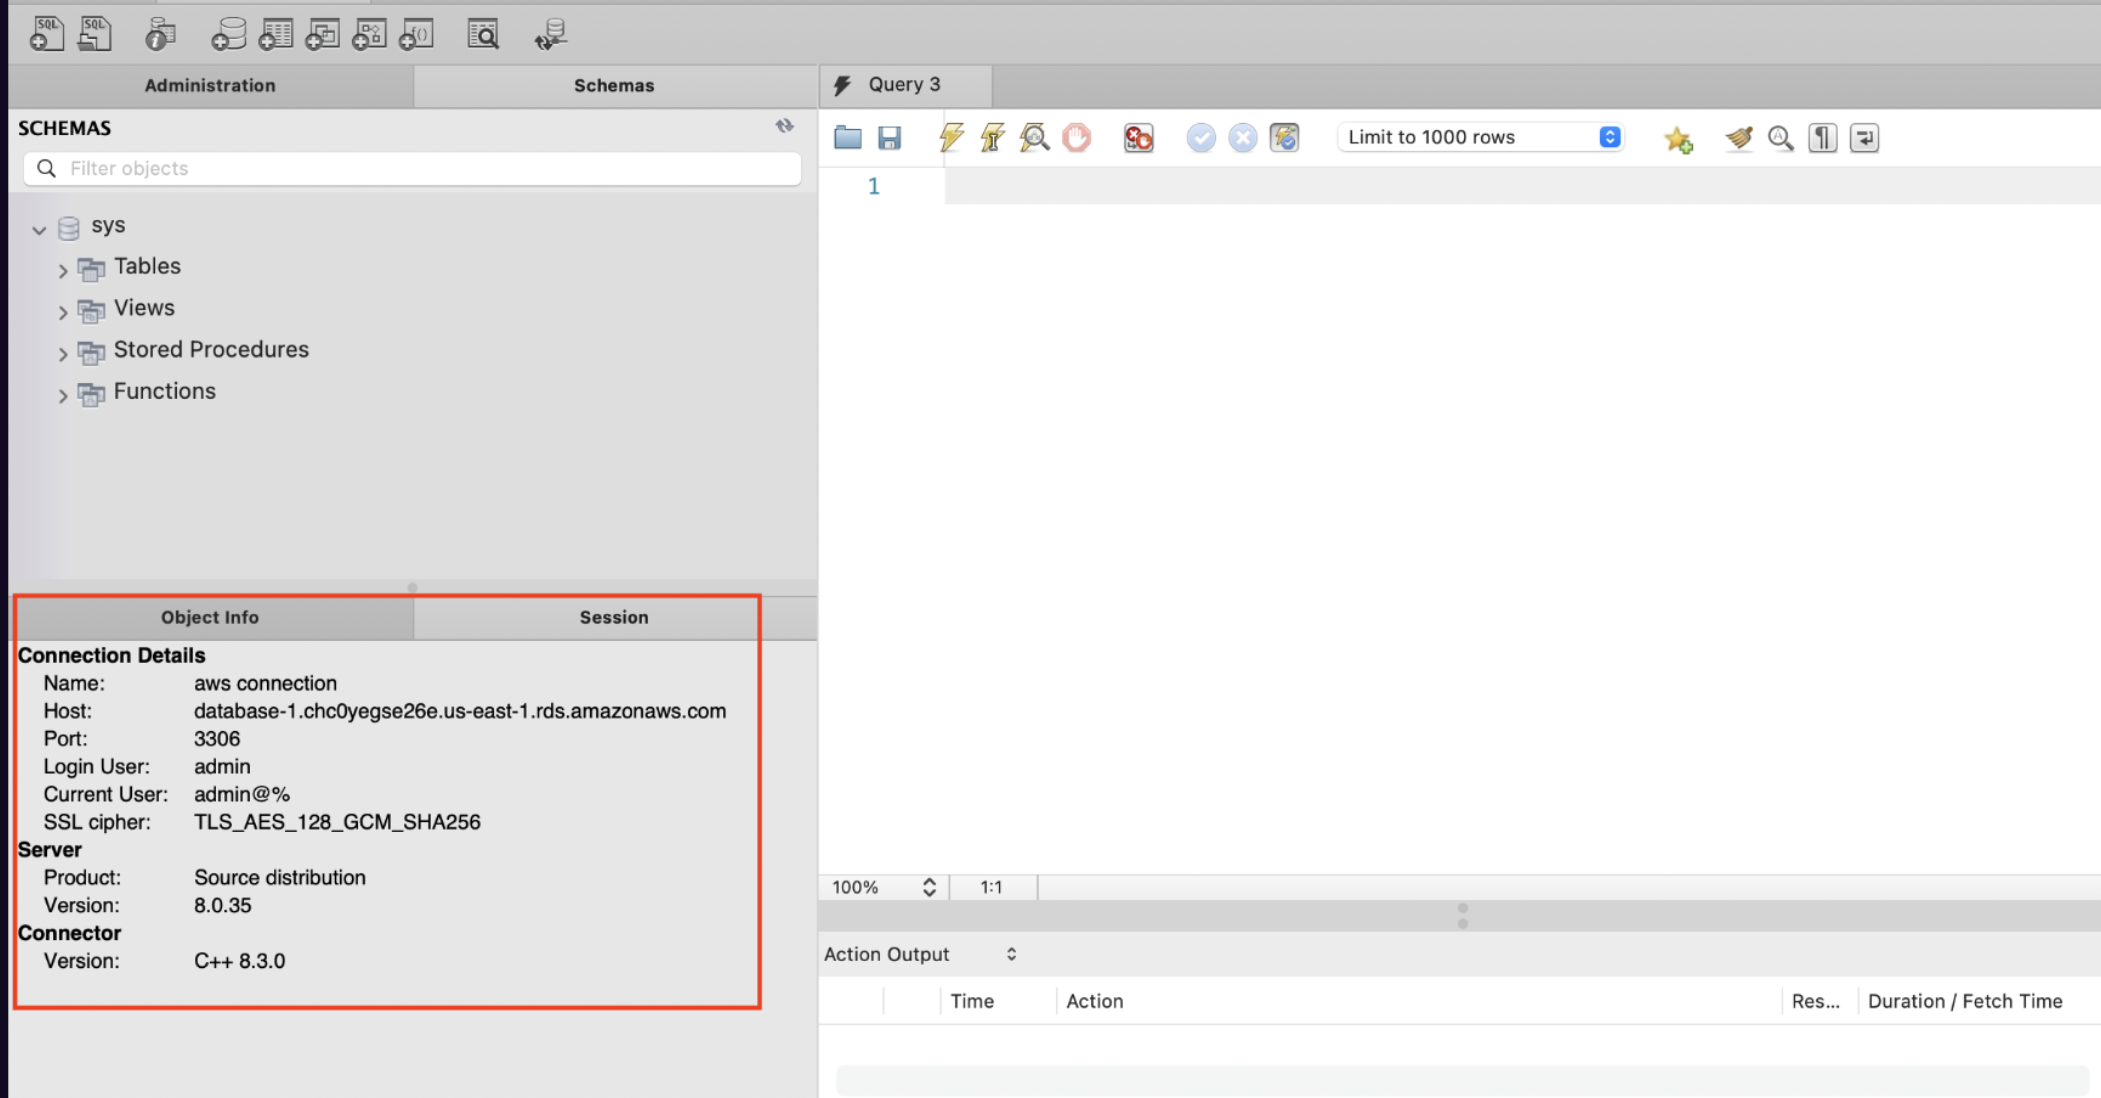 SQL SQL
Administration Schemas
SCHEMAS
Filter objects
sys
Tables
Views
Stored Procedures
Functions
Object Info Session
Connection Details
Name: aws connection
Host: database-1.chc0yegse26e.us-east-1.rds.amazonaws.com
Port: 3306
Login User: admin
Current User: admin@%
SSL cipher: TLS_AES_128_GCM_SHA256
Server
Product: Source distribution
Version: 8.0.35
Connector
Version: C++ 8.3.0
Query 3
Limit to 1000 rows
1
100% 1:1
Action Output
Time Action Res... Duration / Fetch Time